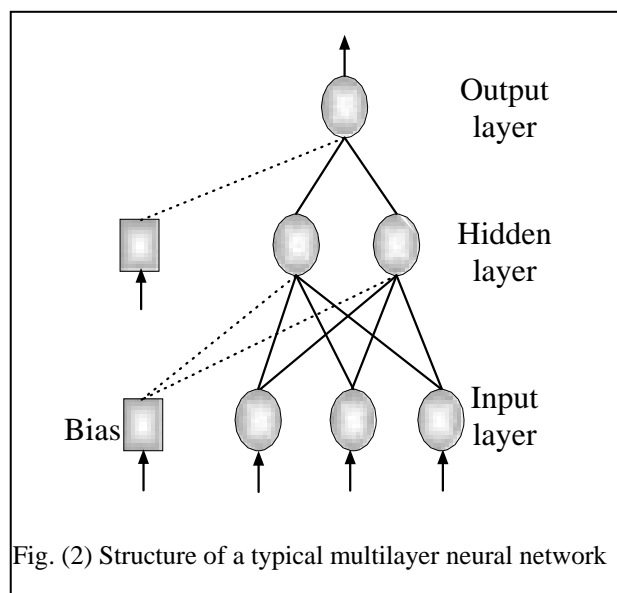 Output
layer
Hidden
layer
Input
layer
Bias
Fig. (2) Structure of a typical multilayer neural network